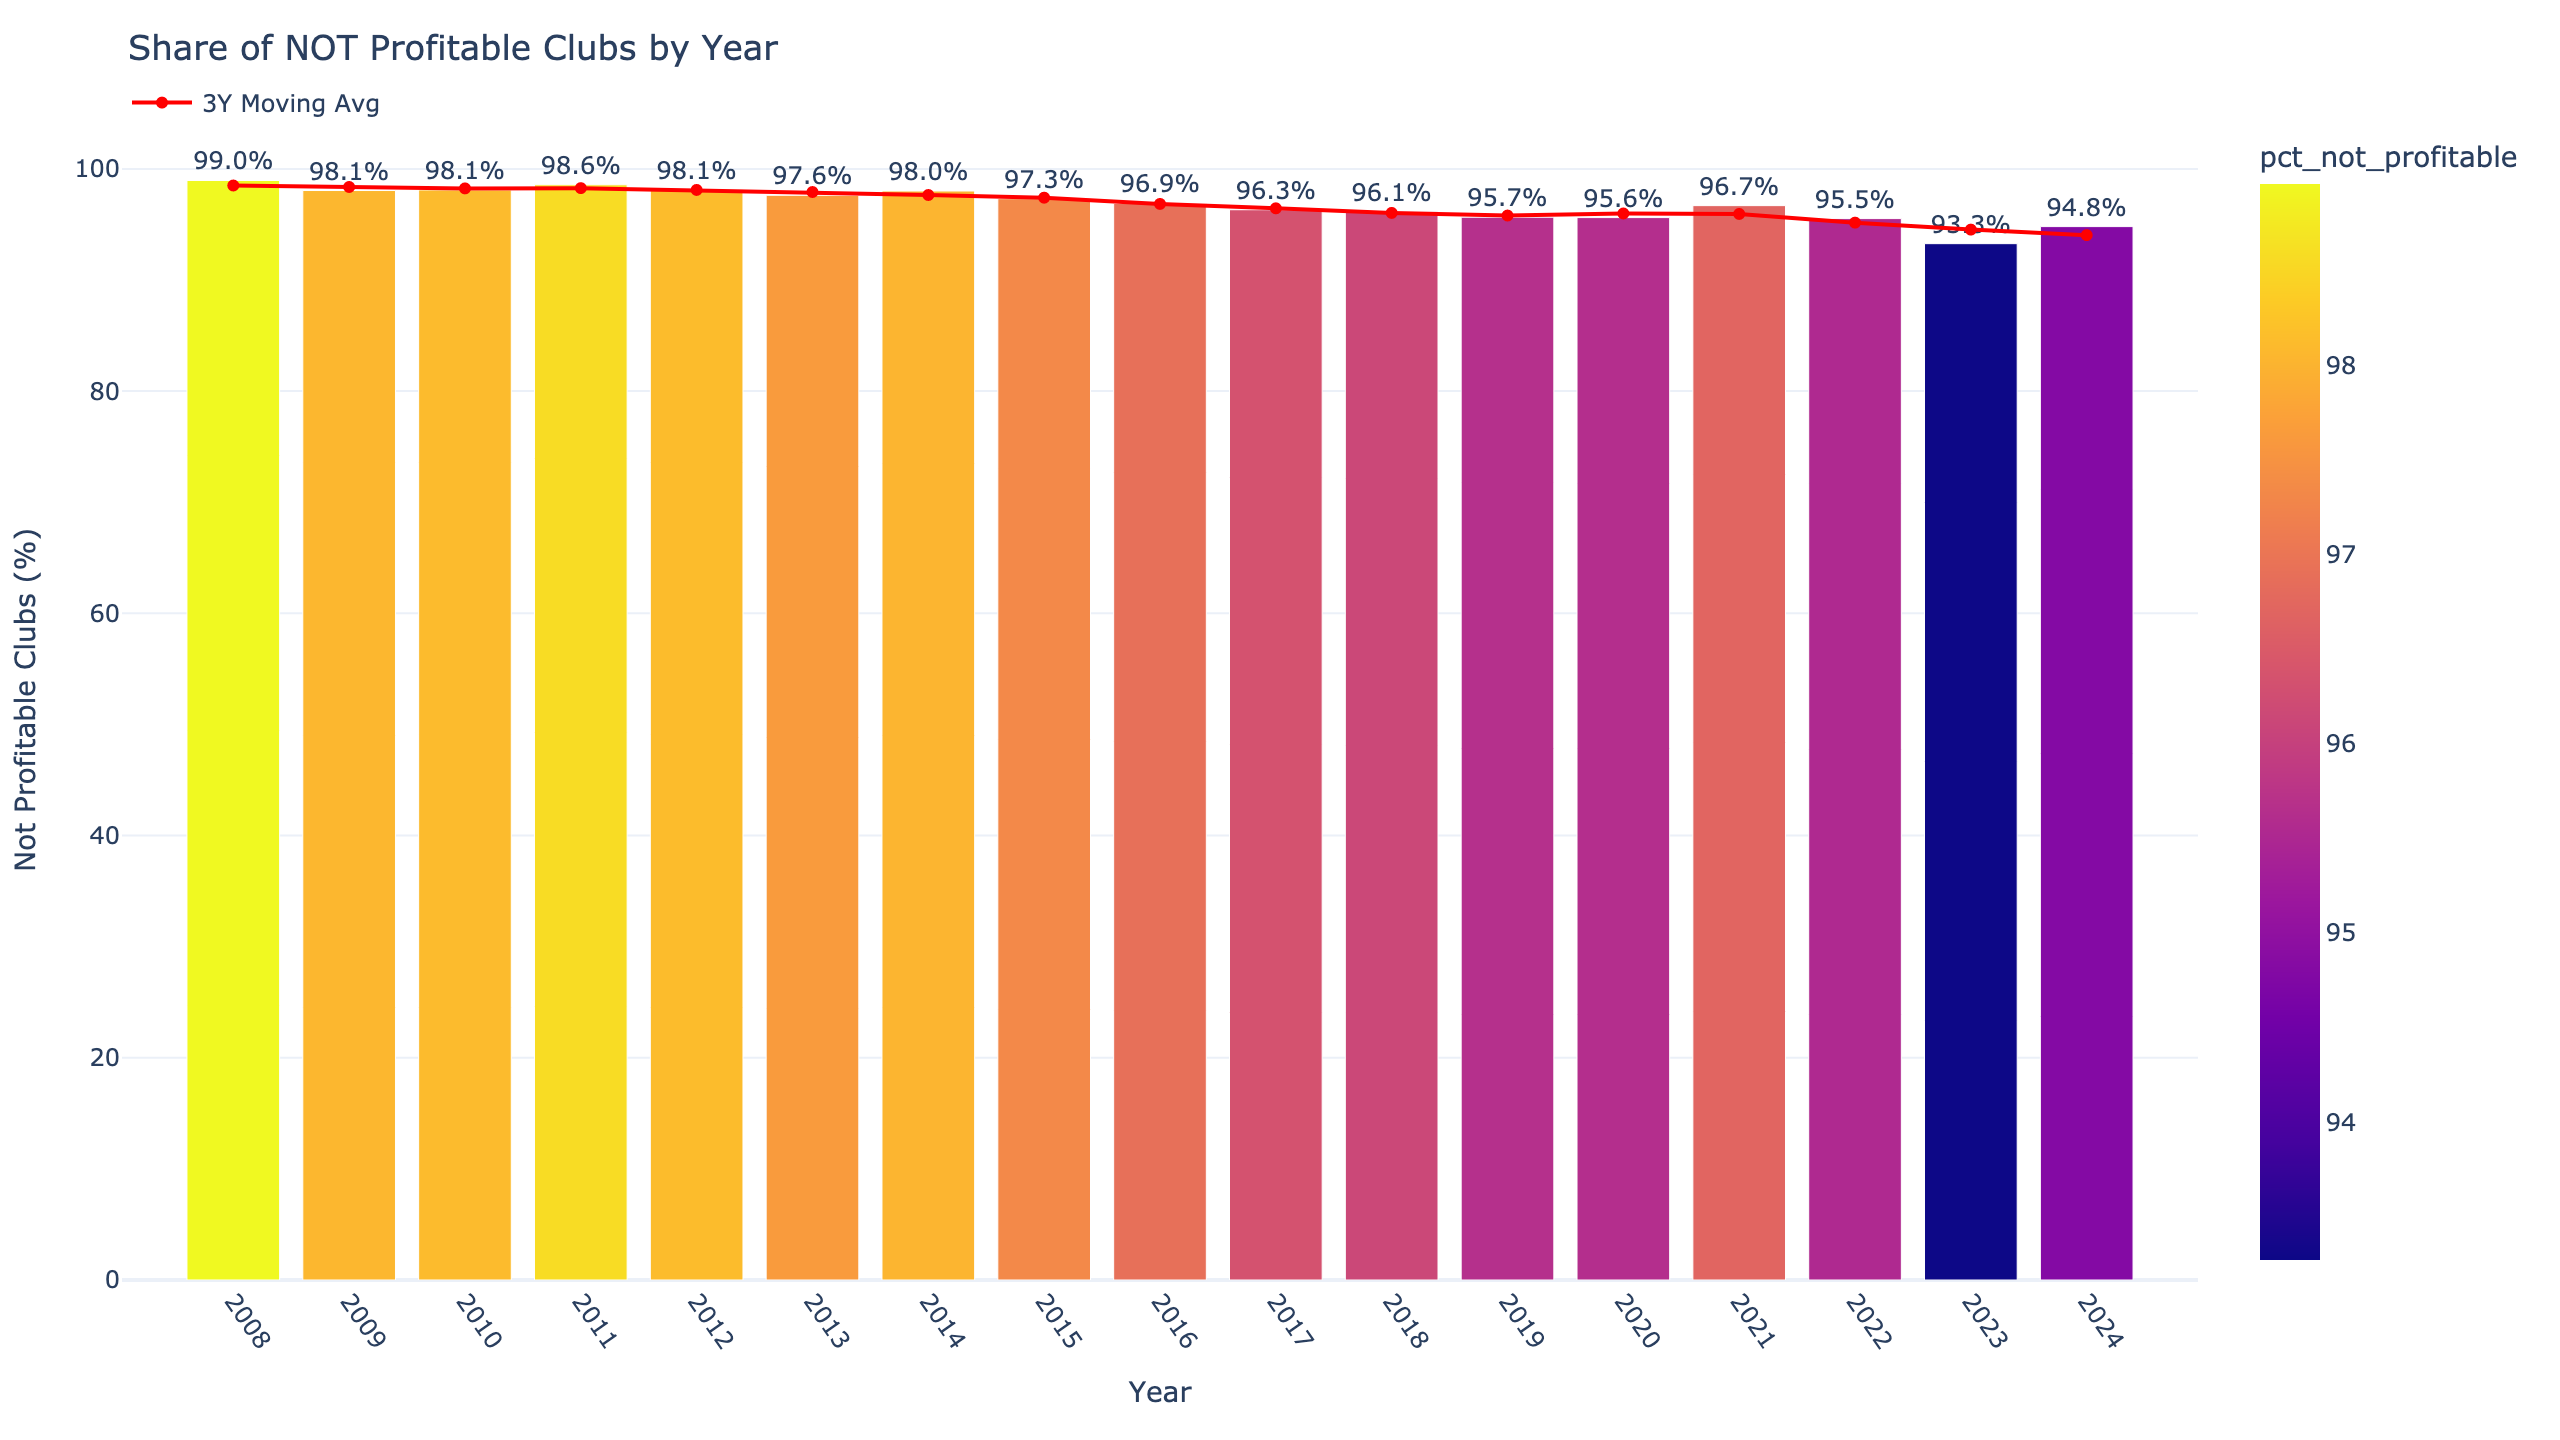 Share of NOT Profitable Clubs by Year
3Y Moving Avg
pct_not_profitable
99.0% 98.1% 98.1% 98.6% 98.1% 97.6% 98.0% 97.3% 96.9% 96.3% 96.1% 95.7% 95.6% 96.7% 95.5% 93.3% 94.8%
100
80
60
40
20
0
Not Profitable Clubs (%)
98
97
96
95
94
2008 2009 2010 2011 2012 2013 2014 2015 2016 2017 2018 2019 2020 2021 2022 2023 2024
Year